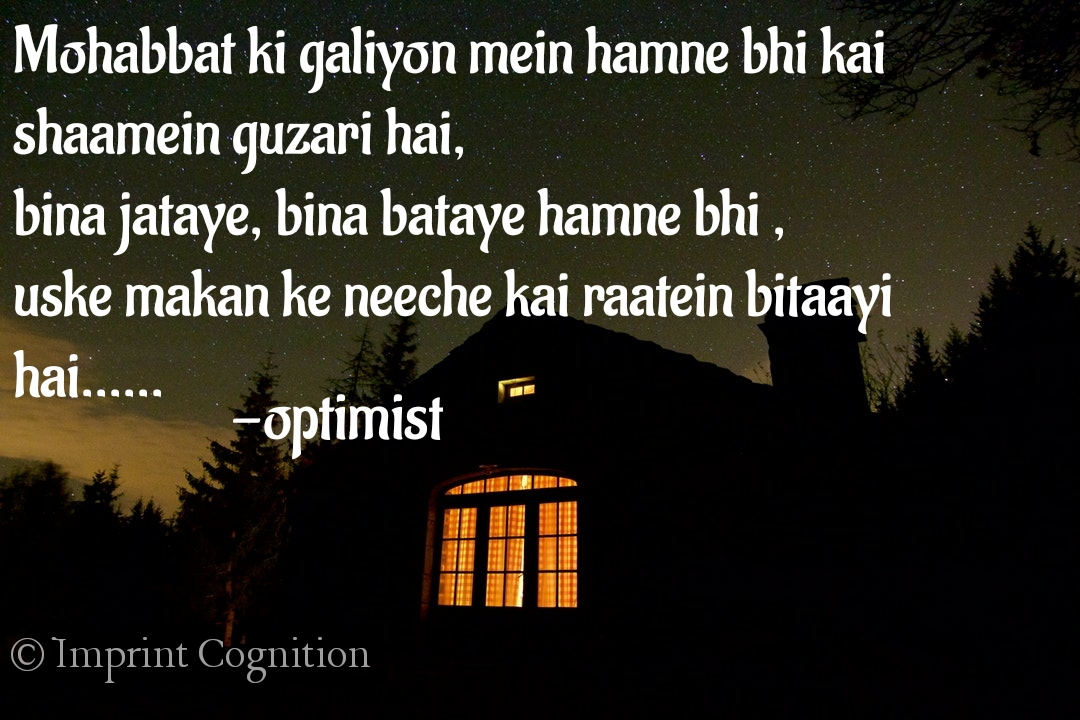 Mohabbat ki galiyon mein hamne bhi kai
shaamein guzari hai,
bina jataye, bina bataye hamne bhi ,
uske makan ke neeche kai raatein bitaayi
hai......
-optimist
© Imprint Cognition